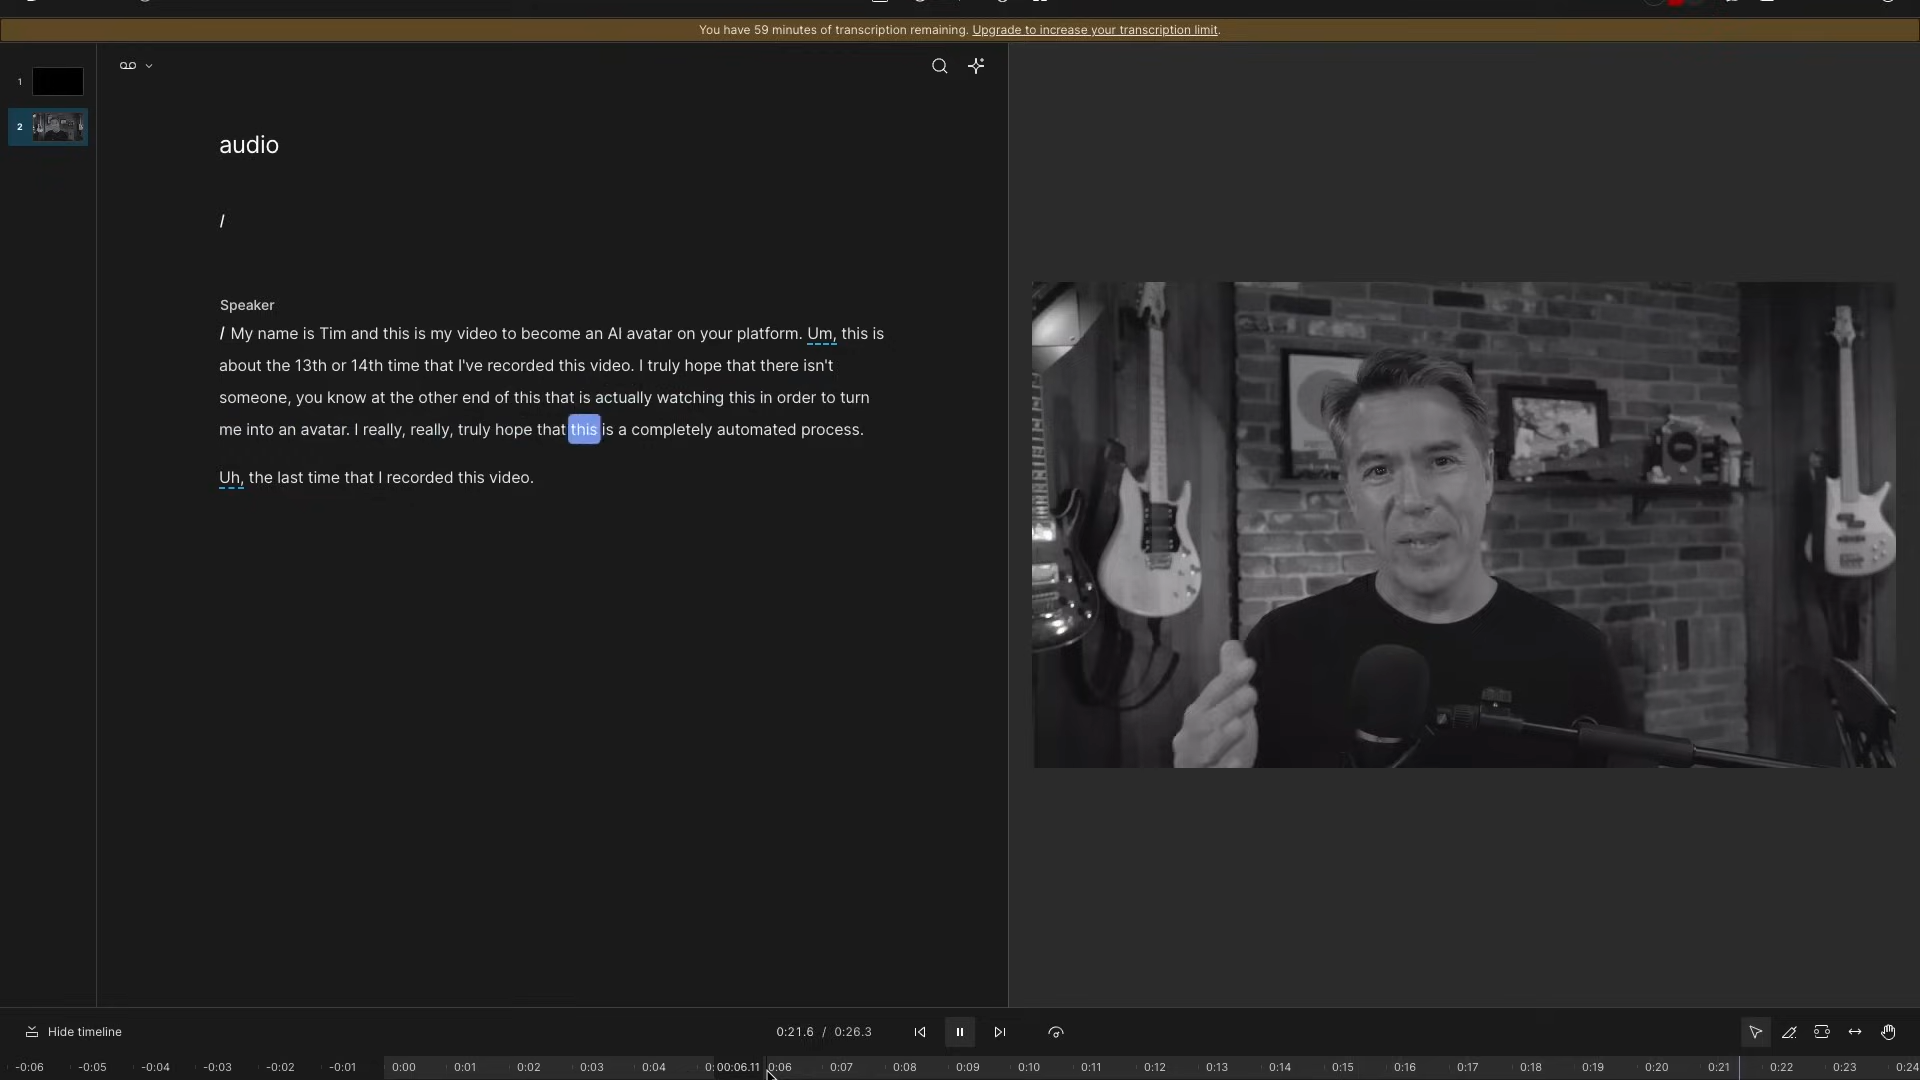 You have 59 minutes of transcription remaining. Upgrade to increase your transcription limit.
1
2
audio
/
Speaker
/ My name is Tim and this is my video to become an AI avatar on your platform. Um, this is
about the 13th or 14th time that I've recorded this video. I truly hope that there isn't
someone, you know at the other end of this that is actually watching this in order to turn
me into an avatar. I really, really, truly hope that this is a completely automated process.
Uh, the last time that I recorded this video.
Hide timeline
0:21.6 / 0:26.3
-0:06 -0:05 -0:04 -0:03 -0:02 -0:01 0:00 0:01 0:02 0:03 0:04 0:00:06.11 0:06 0:07 0:08 0:09 0:10 0:11 0:12 0:13 0:14 0:15 0:16 0:17 0:18 0:19 0:20 0:21 0:22 0:23 0:24